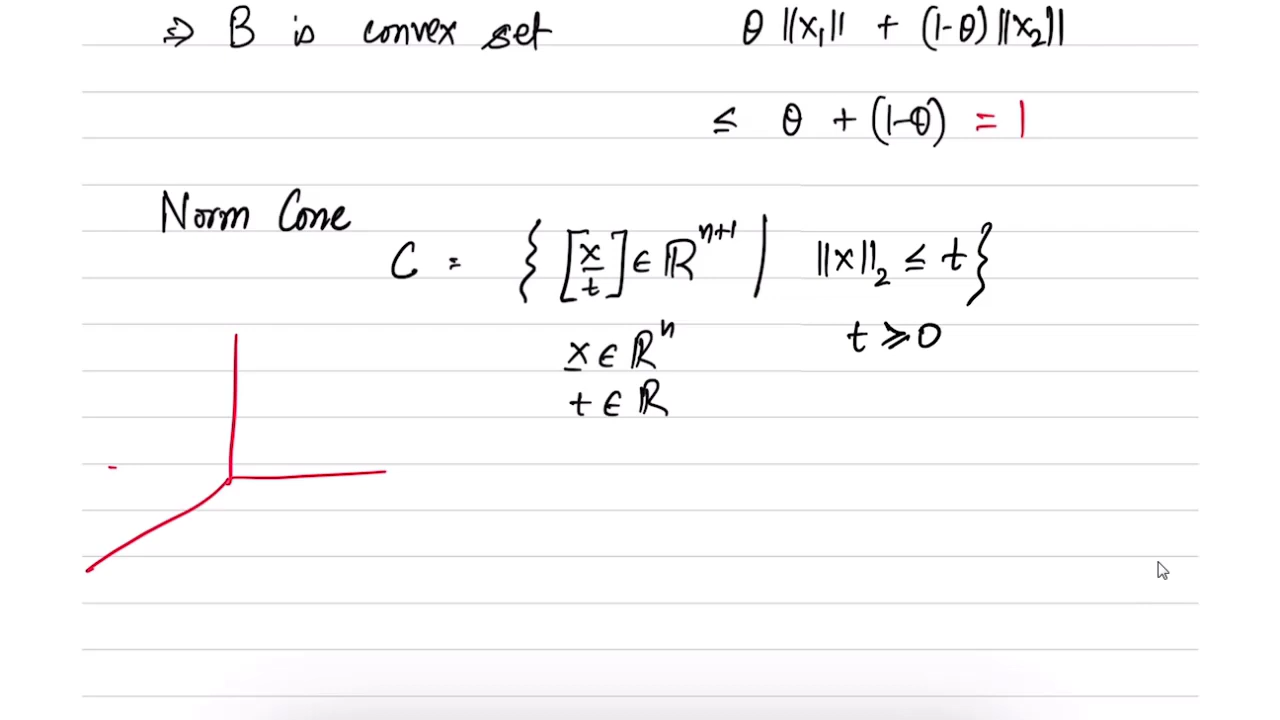 ⇒ B is convex set θ ||x₁|| + (1-θ) ||x₂||
≤ θ + (1-θ) = 1
Norm Cone
C = { [x t] ∈ ℝⁿ⁺¹ | ||x||₂ ≤ t }
x ∈ ℝⁿ t ≥ 0
t ∈ ℝ